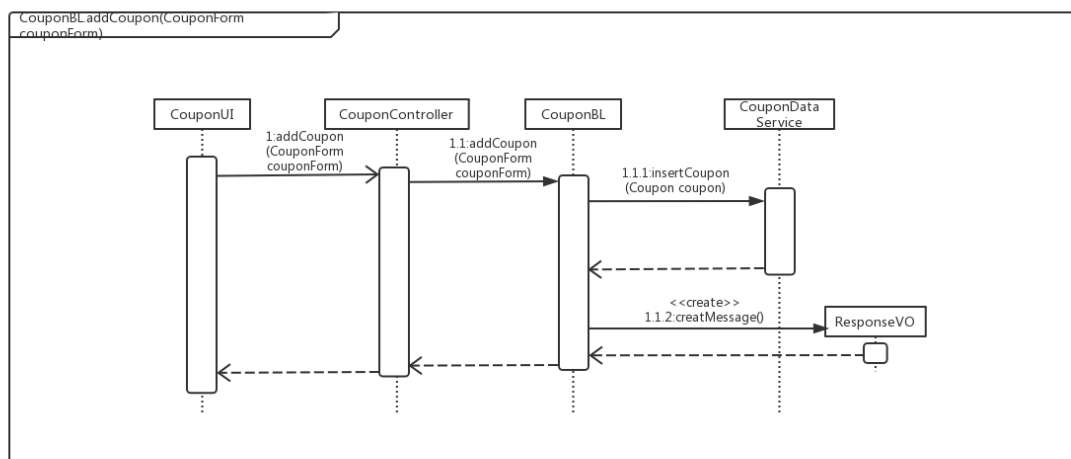 CouponBL.addCoupon(CouponForm
couponForm)
CouponUI
CouponController
CouponBL
CouponData
Service
1:addCoupon
(CouponForm
couponForm)
1.1:addCoupon
(CouponForm
couponForm)
1.1.1:insertCoupon
(Coupon coupon)
<<create>>
1.1.2:creatMessage()
ResponseVO